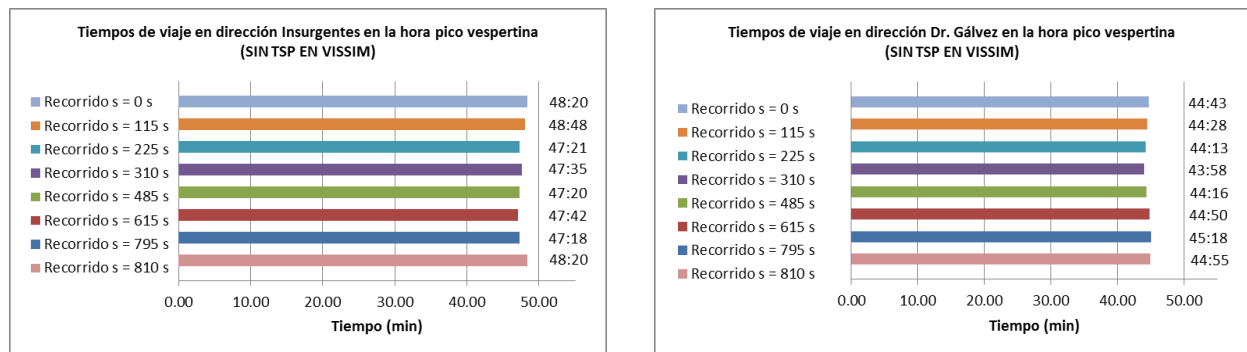 Tiempos de viaje en dirección Insurgentes en la hora pico vespertina
(SIN TSP EN VISSIM)
Recorrido s = 0 s 48:20
Recorrido s = 115 s 48:48
Recorrido s = 225 s 47:21
Recorrido s = 310 s 47:35
Recorrido s = 485 s 47:20
Recorrido s = 615 s 47:42
Recorrido s = 795 s 47:18
Recorrido s = 810 s 48:20
0.00 10.00 20.00 30.00 40.00 50.00
Tiempo (min)
Tiempos de viaje en dirección Dr. Gálvez en la hora pico vespertina
(SIN TSP EN VISSIM)
Recorrido s = 0 s 44:43
Recorrido s = 115 s 44:28
Recorrido s = 225 s 44:13
Recorrido s = 310 s 43:58
Recorrido s = 485 s 44:16
Recorrido s = 615 s 44:50
Recorrido s = 795 s 45:18
Recorrido s = 810 s 44:55
0.00 10.00 20.00 30.00 40.00 50.00
Tiempo (min)